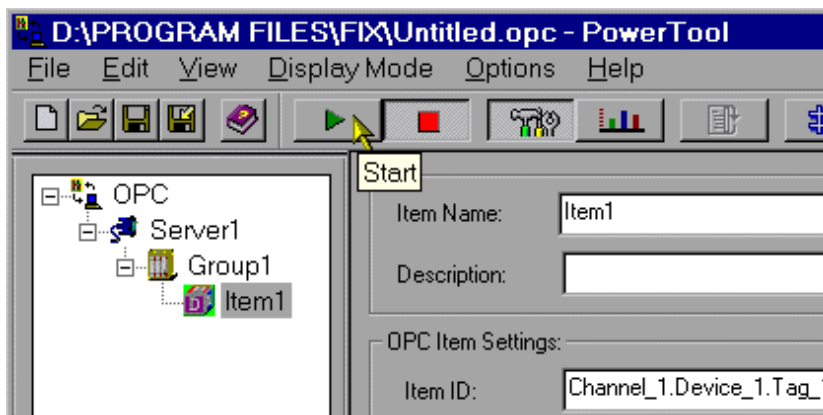 D:\PROGRAM FILES\FIX\Untitled.opc - PowerTool
File Edit View Display Mode Options Help
Start
OPC
Server1
Group1
Item1
Item Name: Item1
Description:
OPC Item Settings:
Item ID: Channel_1.Device_1.Tag_